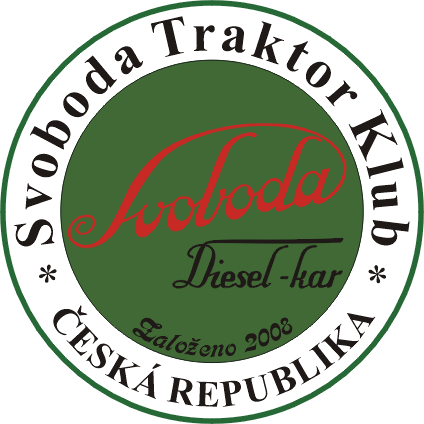 Svoboda Traktor Klub
Svoboda
Diesel-kar
Založeno 2008
* ČESKÁ REPUBLIKA *